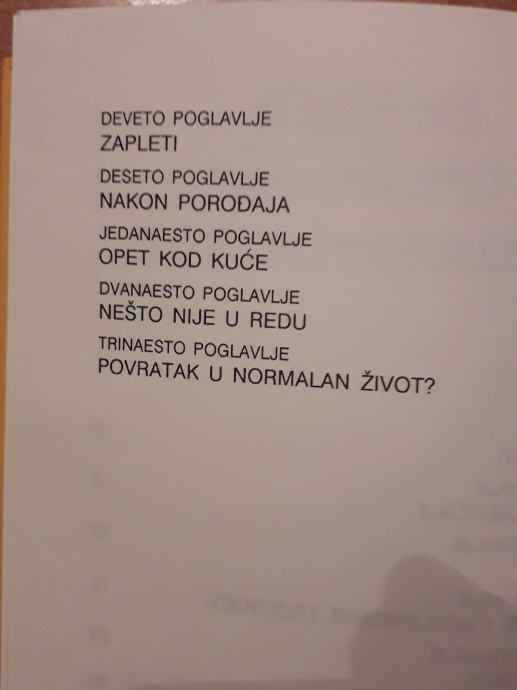 DEVETO POGLAVLJE
ZAPLETI
DESETO POGLAVLJE
NAKON POROĐAJA
JEDANAESTO POGLAVLJE
OPET KOD KUĆE
DVANAESTO POGLAVLJE
NEŠTO NIJE U REDU
TRINAESTO POGLAVLJE
POVRATAK U NORMALAN ŽIVOT?